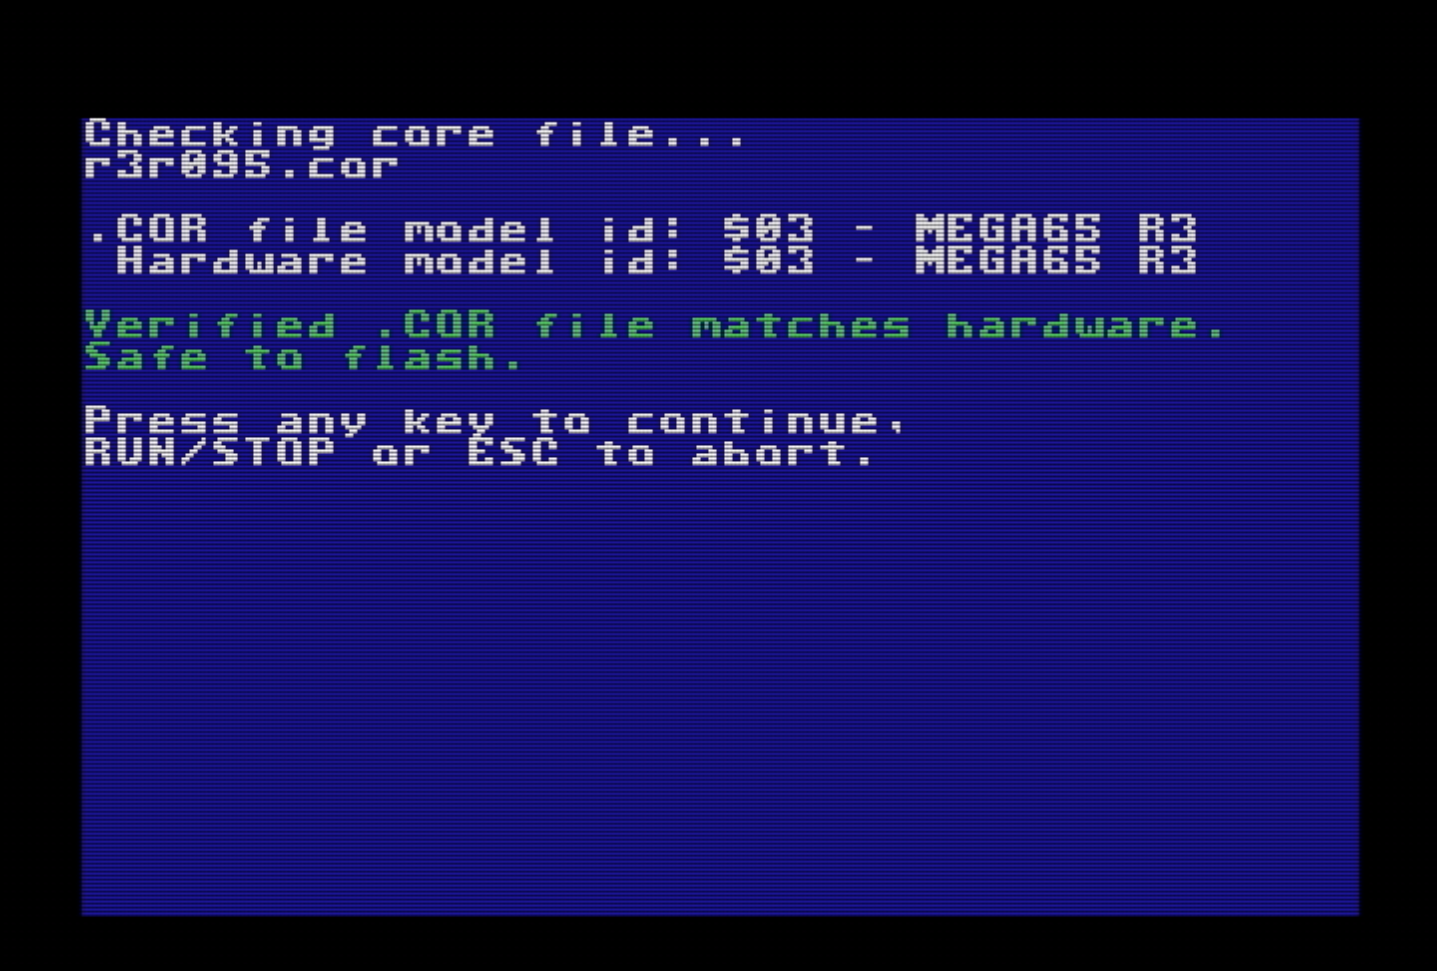 Checking core file...
r3r095.cor
.COR file model id: $03 - MEGA65 R3
Hardware model id: $03 - MEGA65 R3
Verified .COR file matches hardware.
Safe to flash.
Press any key to continue,
RUN/STOP or ESC to abort.